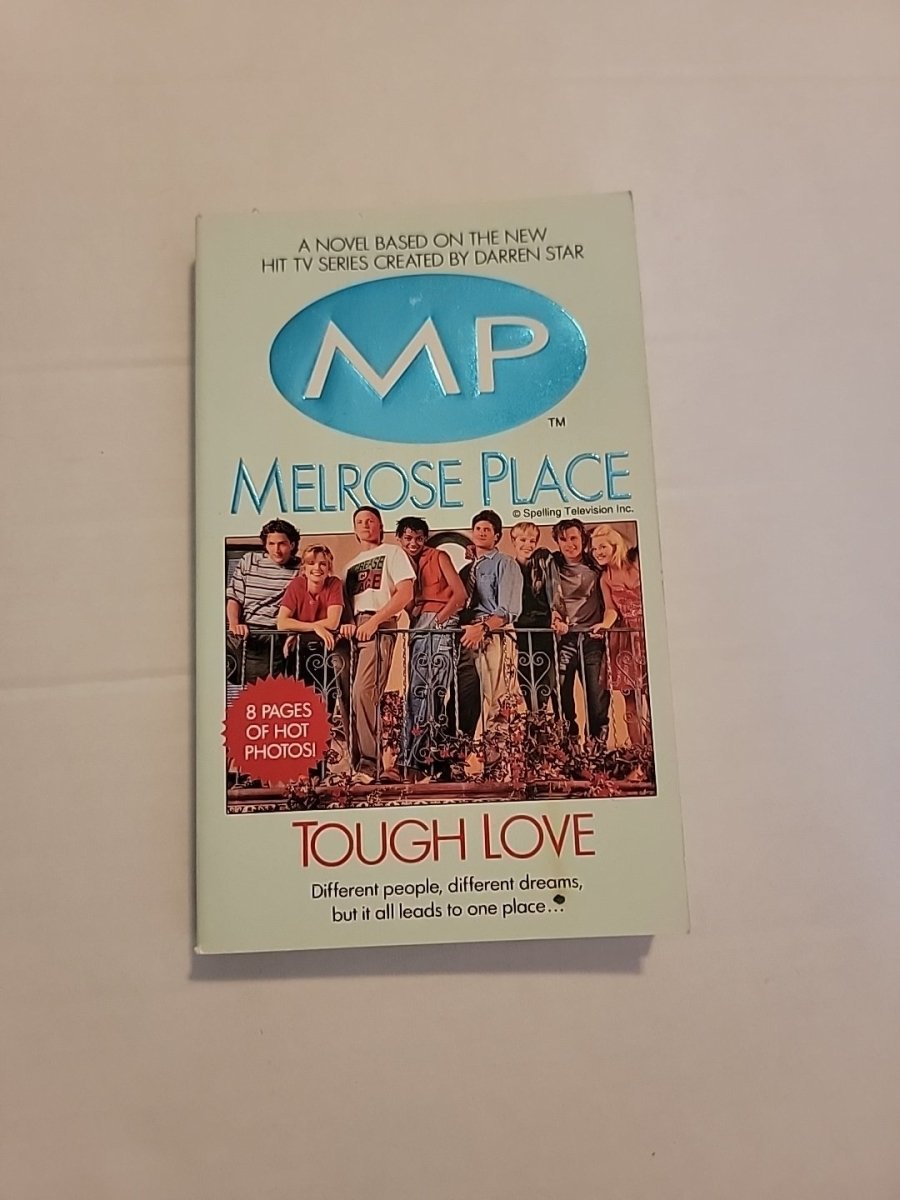 A NOVEL BASED ON THE NEW
HIT TV SERIES CREATED BY DARREN STAR
MP
TM
MELROSE PLACE
© Spelling Television Inc.
8 PAGES
OF HOT
PHOTOS!
TOUGH LOVE
Different people, different dreams,
but it all leads to one place...